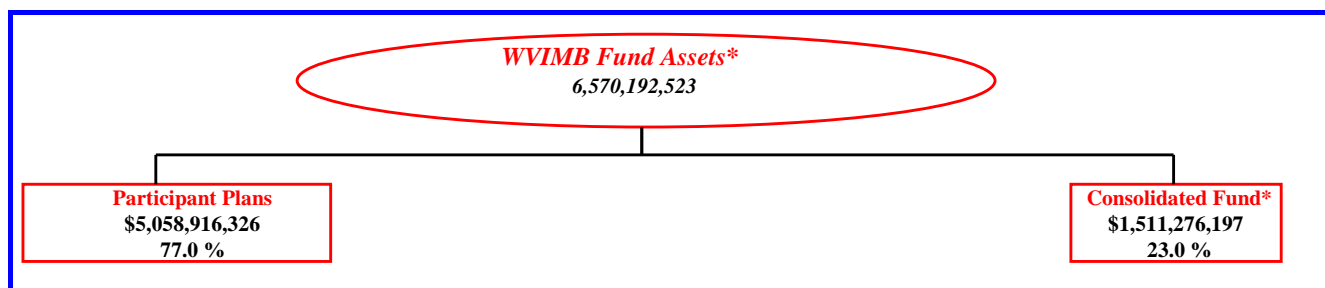 WVIMB Fund Assets*
6,570,192,523
Participant Plans
$5,058,916,326
77.0 %
Consolidated Fund*
$1,511,276,197
23.0 %